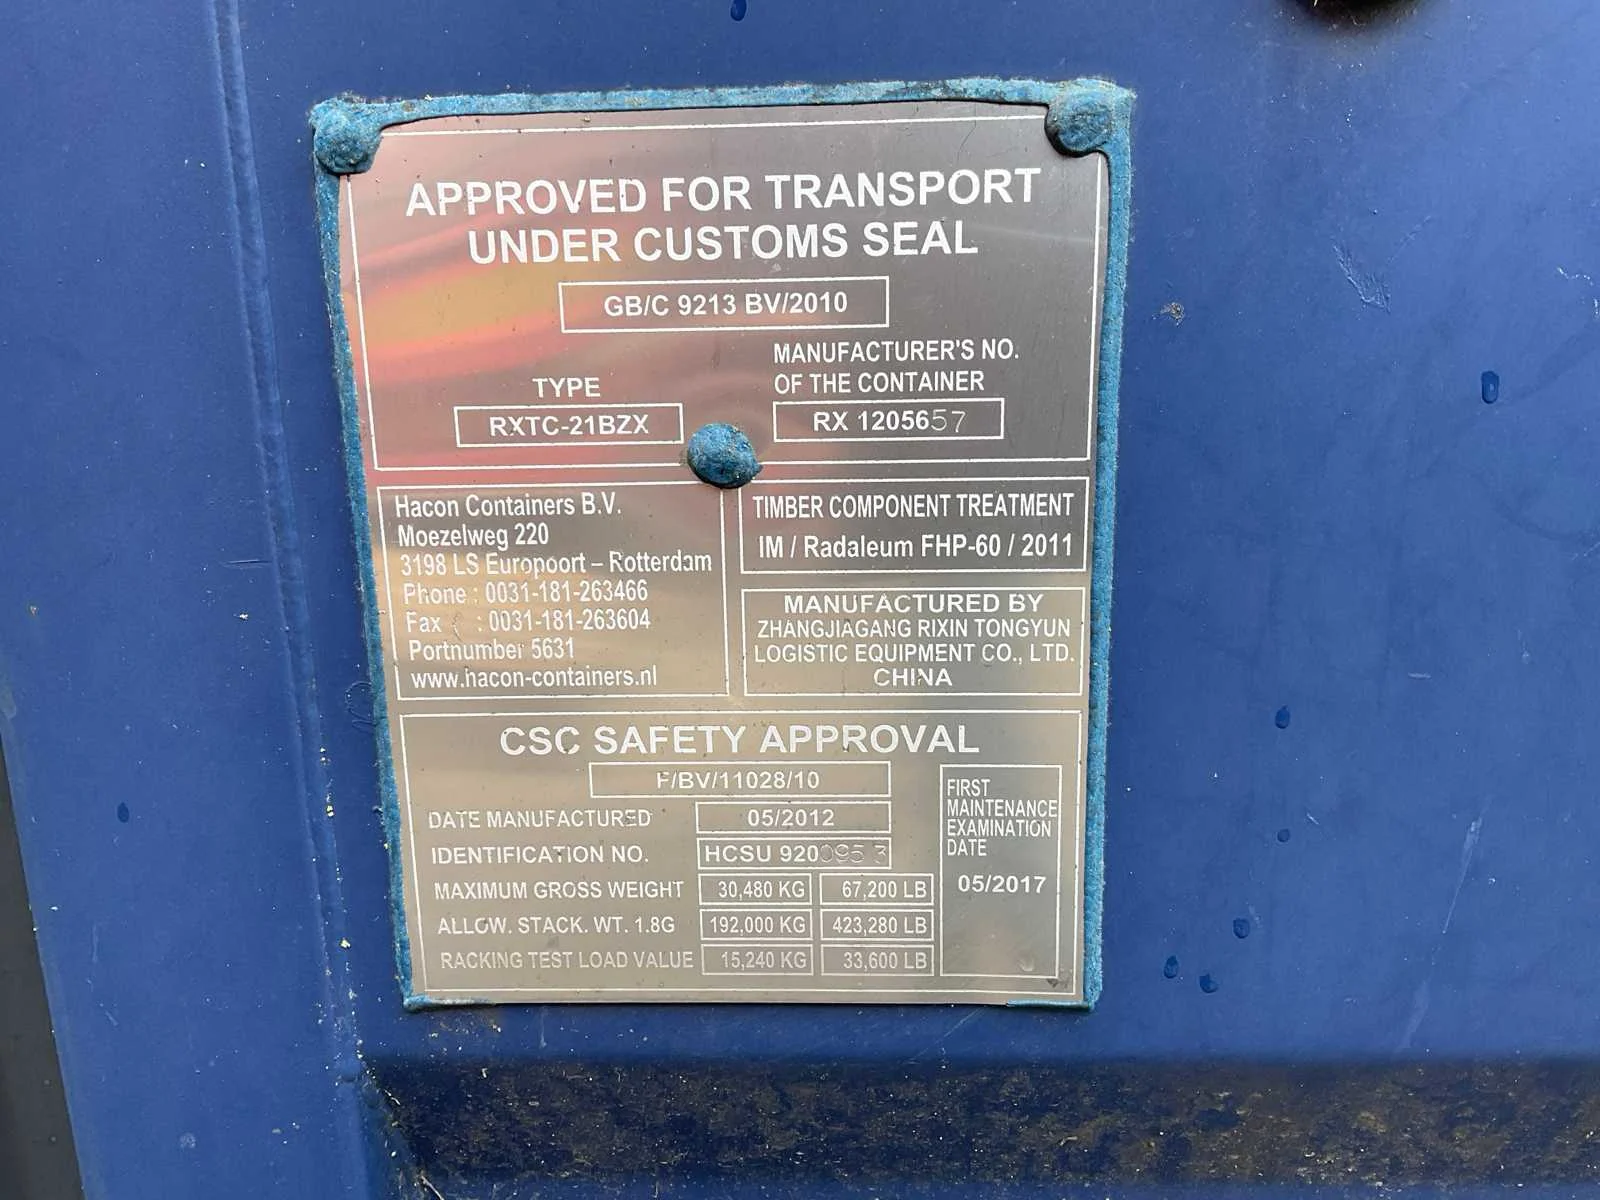 APPROVED FOR TRANSPORT
UNDER CUSTOMS SEAL
GB/C 9213 BV/2010
TYPE
RXTC-21BZX
MANUFACTURER'S NO.
OF THE CONTAINER
RX 1205657
Hacon Containers B.V.
Moezelweg 220
3198 LS Europoort – Rotterdam
Phone : 0031-181-263466
Fax : 0031-181-263604
Portnumber 5631
www.hacon-containers.nl
TIMBER COMPONENT TREATMENT
IM / Radaleum FHP-60 / 2011
MANUFACTURED BY
ZHANGJIAGANG RIXIN TONGYUN
LOGISTIC EQUIPMENT CO., LTD.
CHINA
CSC SAFETY APPROVAL
F/BV/11028/10
DATE MANUFACTURED 05/2012
IDENTIFICATION NO. HCSU 920095 3
MAXIMUM GROSS WEIGHT 30,480 KG 67,200 LB
ALLOW. STACK. WT. 1.8G 192,000 KG 423,280 LB
RACKING TEST LOAD VALUE 15,240 KG 33,600 LB
FIRST
MAINTENANCE
EXAMINATION
DATE
05/2017